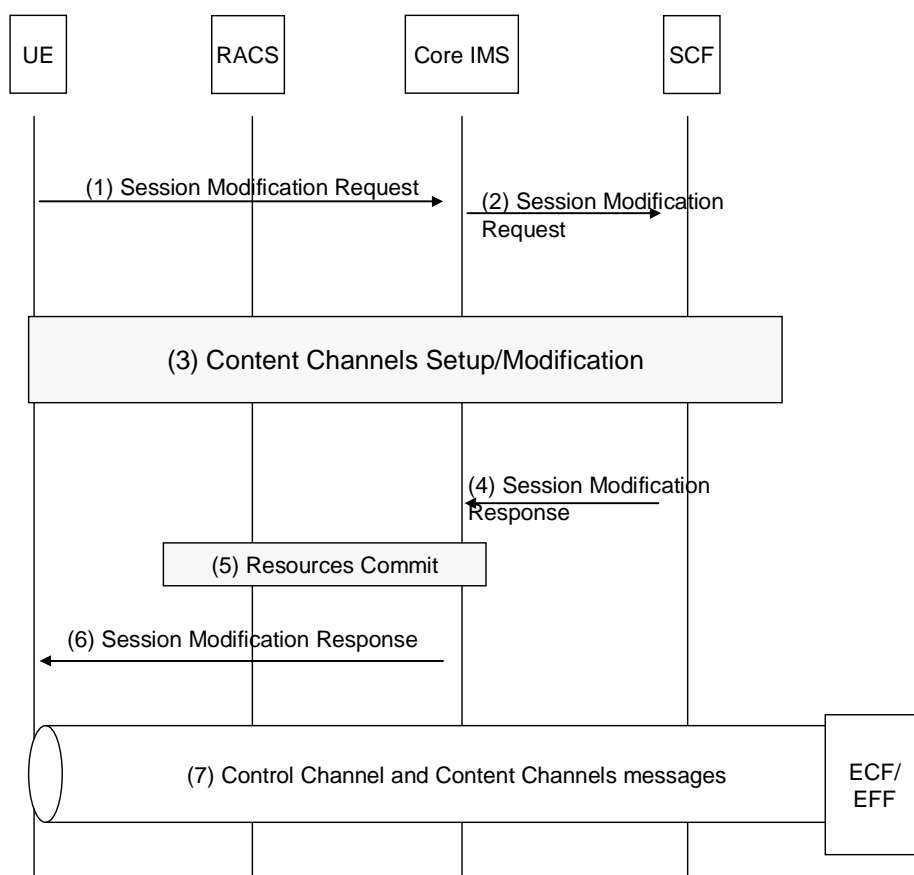 UE
RACS
Core IMS
SCF
(1) Session Modification Request
(2) Session Modification
Request
(3) Content Channels Setup/Modification
(4) Session Modification
Response
(5) Resources Commit
(6) Session Modification Response
(7) Control Channel and Content Channels messages
ECF/
EFF